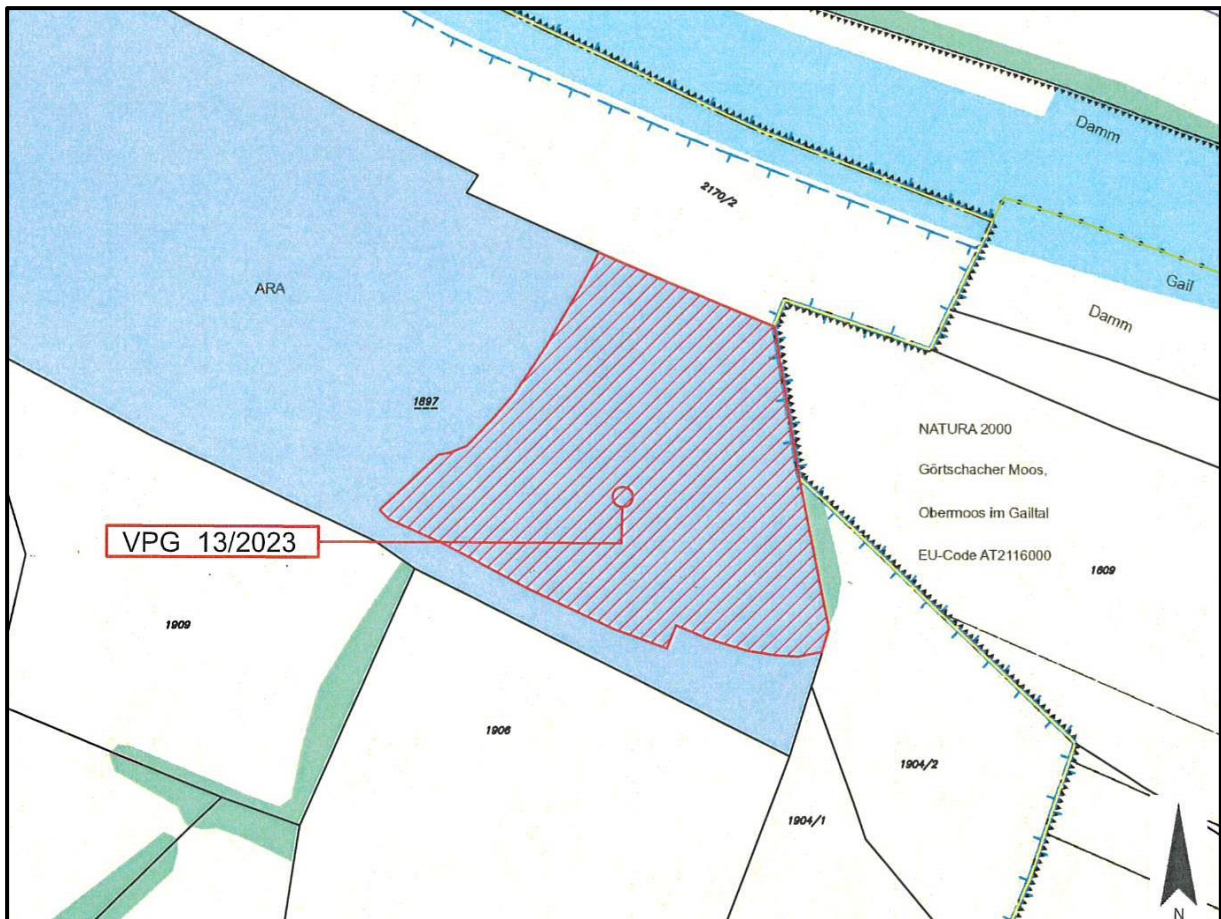 Damm
2170/2
Gail
ARA
Damm
1897
NATURA 2000
Görtschacher Moos,
Obermoos im Gailtal
EU-Code AT2116000
VPG 13/2023
1609
1909
1906
1904/2
1904/1
N